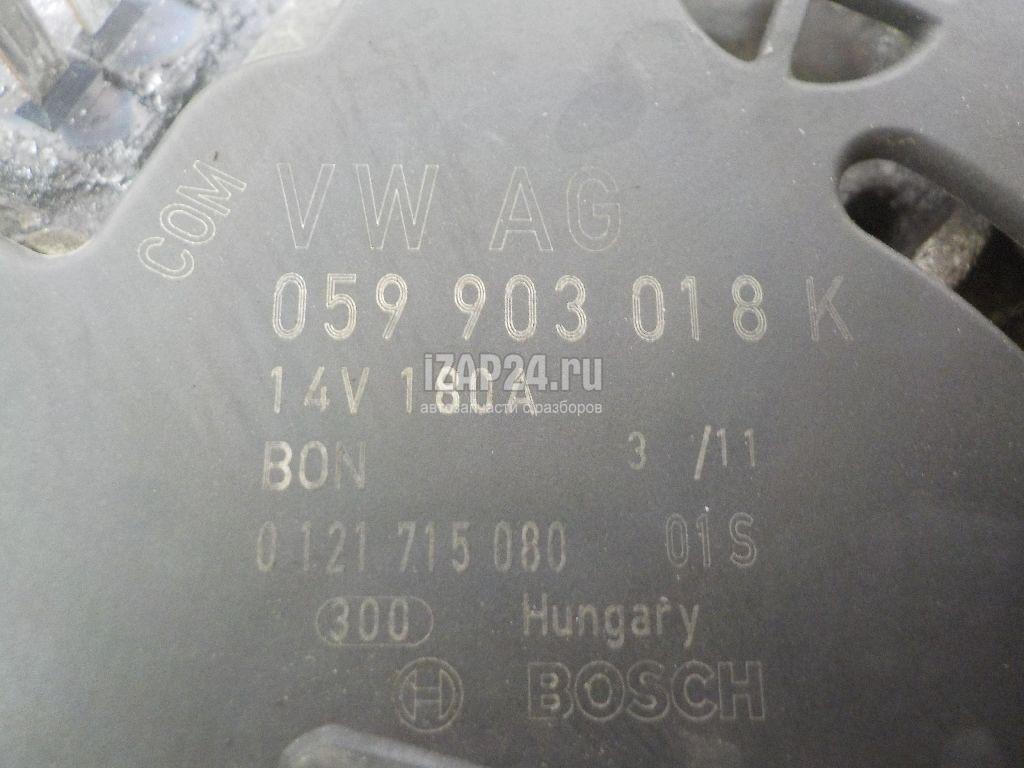 COM
VW AG
059 903 018 K
iZAP24.ru
14V 180A
автозапчасти с разборов
BON 3 /11
0 121 715 080 01S
300 Hungary
BOSCH